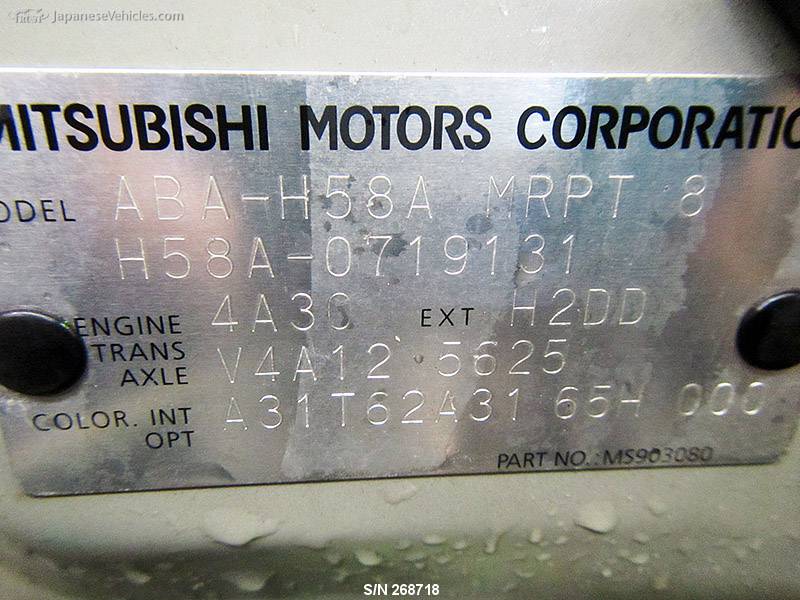 JapaneseVehicles.com
MITSUBISHI MOTORS CORPORATIO
ODEL ABA-H58A MRPT 8
H58A-0719131
ENGINE 4A30 EXT H2DD
TRANS V4A12 5625
AXLE
COLOR. INT A31T62A31 65H 000
OPT
PART NO.: MS903080
S/N 268718